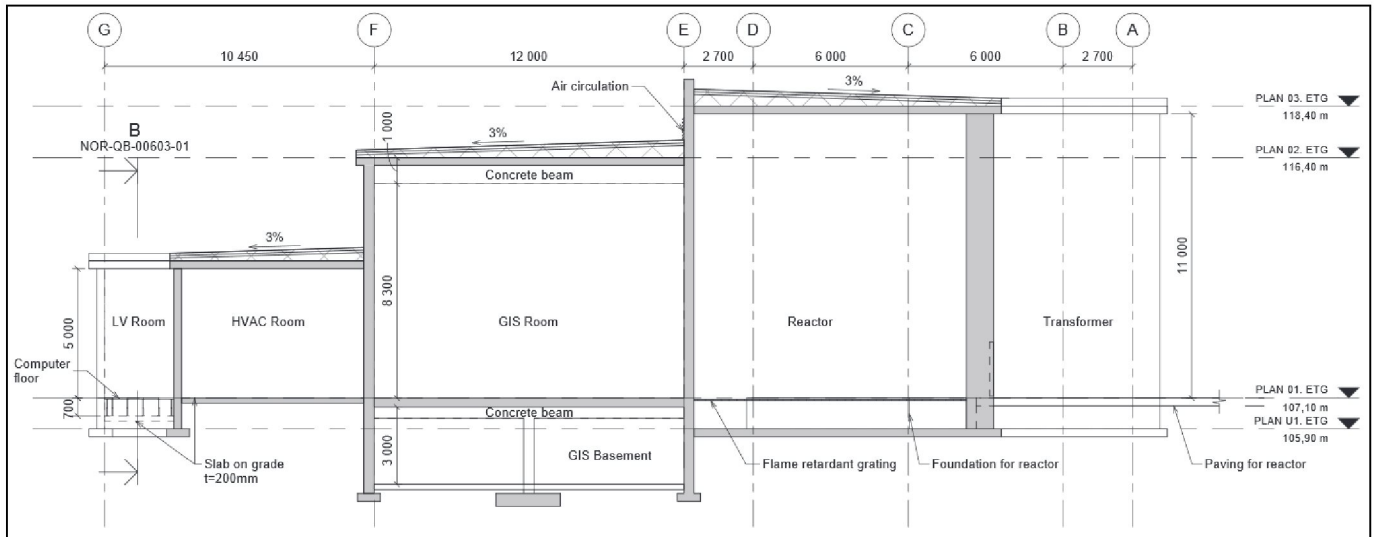 G
F
E
D
C
B
A
10 450
12 000
2 700
6 000
6 000
2 700
Air circulation
3%
PLAN 03. ETG
118,40 m
B
NOR-QB-00603-01
1 000
3%
PLAN 02. ETG
116,40 m
Concrete beam
3%
8 300
11 000
5 000
LV Room
HVAC Room
GIS Room
Reactor
Transformer
Computer
floor
700
PLAN 01. ETG
107,10 m
Concrete beam
PLAN U1. ETG
105,90 m
3 000
Slab on grade
t=200mm
GIS Basement
Flame retardant grating
Foundation for reactor
Paving for reactor